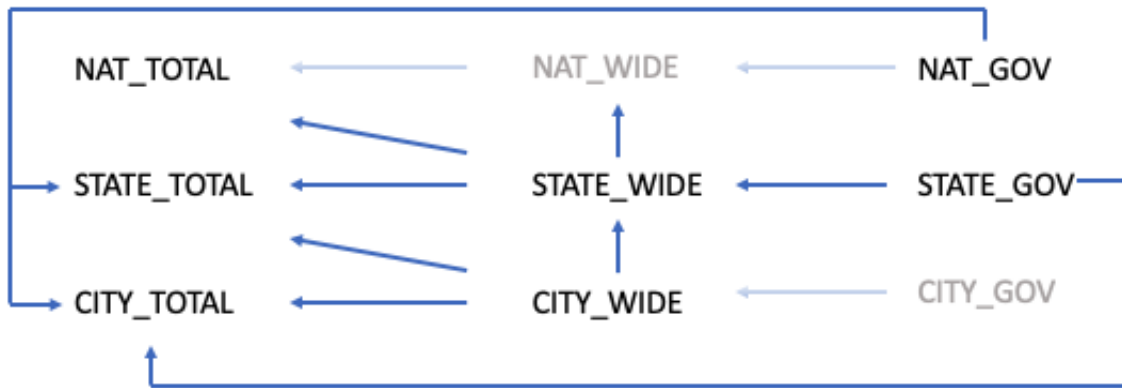 NAT_TOTAL NAT_WIDE NAT_GOV
STATE_TOTAL STATE_WIDE STATE_GOV
CITY_TOTAL CITY_WIDE CITY_GOV